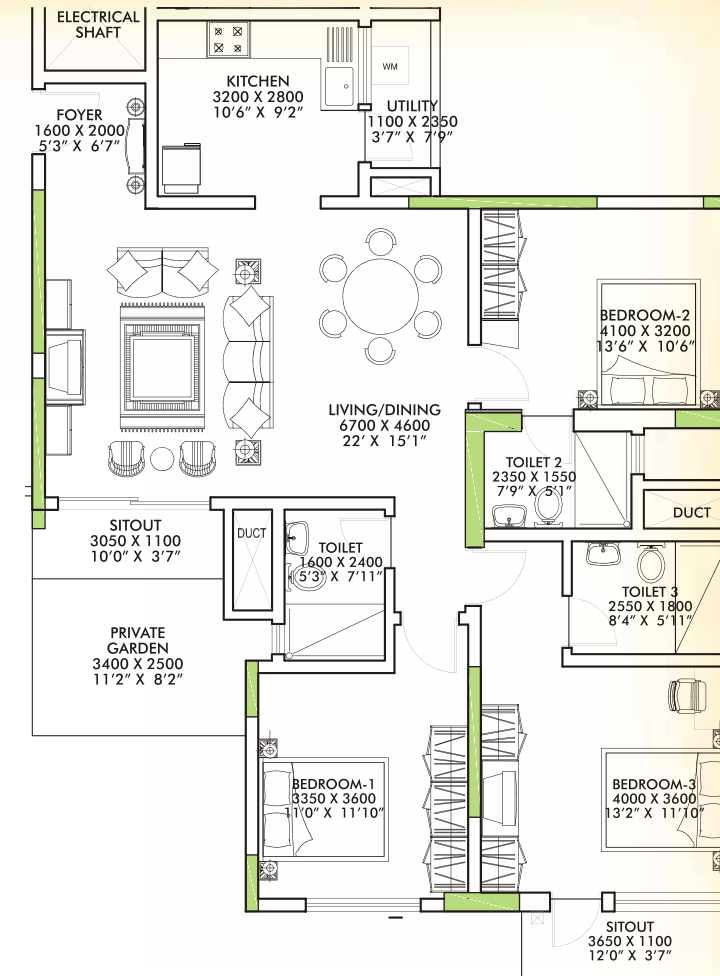 ELECTRICAL
SHAFT
KITCHEN
3200 X 2800
10'6" X 9'2"
WM
FOYER
1600 X 2000
5'3" X 6'7"
UTILITY
1100 X 2350
3'7" X 7'9"
BEDROOM-2
4100 X 3200
13'6" X 10'6"
LIVING/DINING
6700 X 4600
22' X 15'1"
TOILET 2
2350 X 1550
7'9" X 5'1"
DUCT
SITOUT
3050 X 1100
10'0" X 3'7"
DUCT
TOILET
1600 X 2400
5'3" X 7'11"
TOILET 3
2550 X 1800
8'4" X 5'11"
PRIVATE
GARDEN
3400 X 2500
11'2" X 8'2"
BEDROOM-1
3350 X 3600
11'0" X 11'10"
BEDROOM-3
4000 X 3600
13'2" X 11'10"
SITOUT
3650 X 1100
12'0" X 3'7"